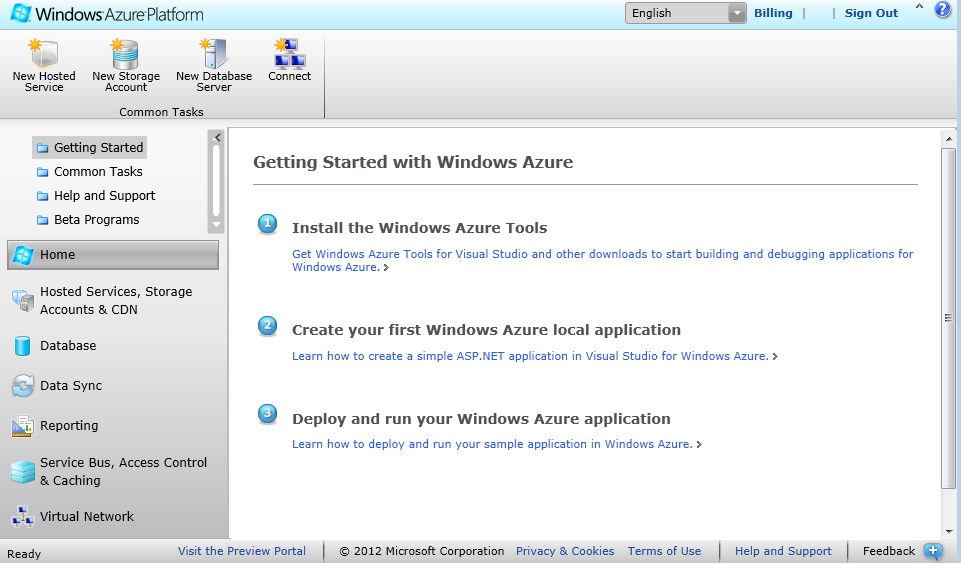 Windows Azure Platform
English
Billing | | Sign Out
New Hosted
Service
New Storage
Account
New Database
Server
Connect
Common Tasks
Getting Started
Common Tasks
Help and Support
Beta Programs
Home
Hosted Services, Storage
Accounts & CDN
Database
Data Sync
Reporting
Service Bus, Access Control
& Caching
Virtual Network
Getting Started with Windows Azure
1
Install the Windows Azure Tools
Get Windows Azure Tools for Visual Studio and other downloads to start building and debugging applications for
Windows Azure.
2
Create your first Windows Azure local application
Learn how to create a simple ASP.NET application in Visual Studio for Windows Azure.
3
Deploy and run your Windows Azure application
Learn how to deploy and run your sample application in Windows Azure.
Ready
Visit the Preview Portal
© 2012 Microsoft Corporation Privacy & Cookies Terms of Use
Help and Support
Feedback